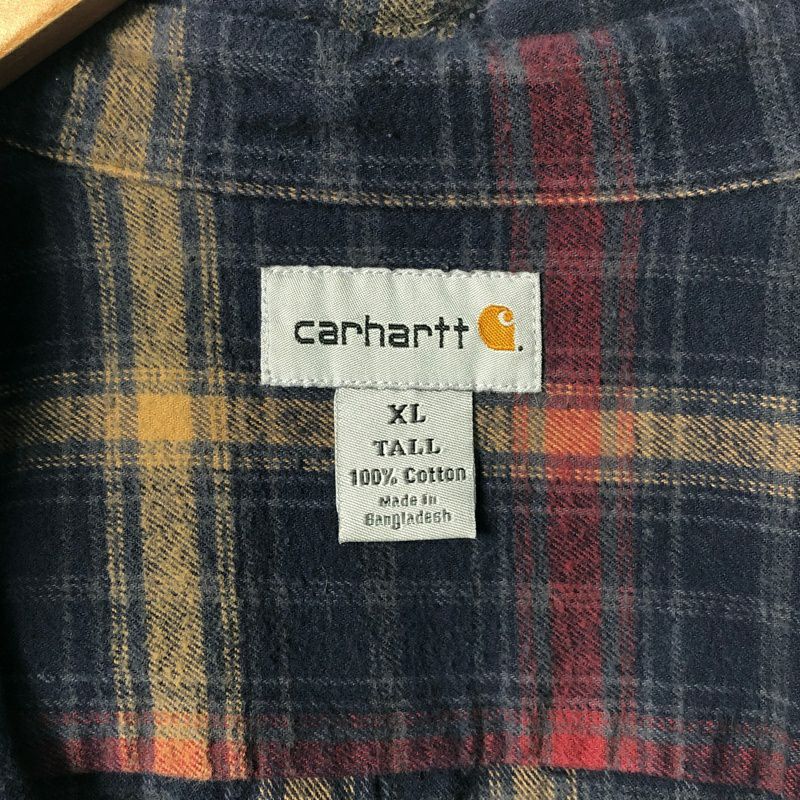 carhartt
XL
TALL
100% Cotton
Made in
Bangladesh